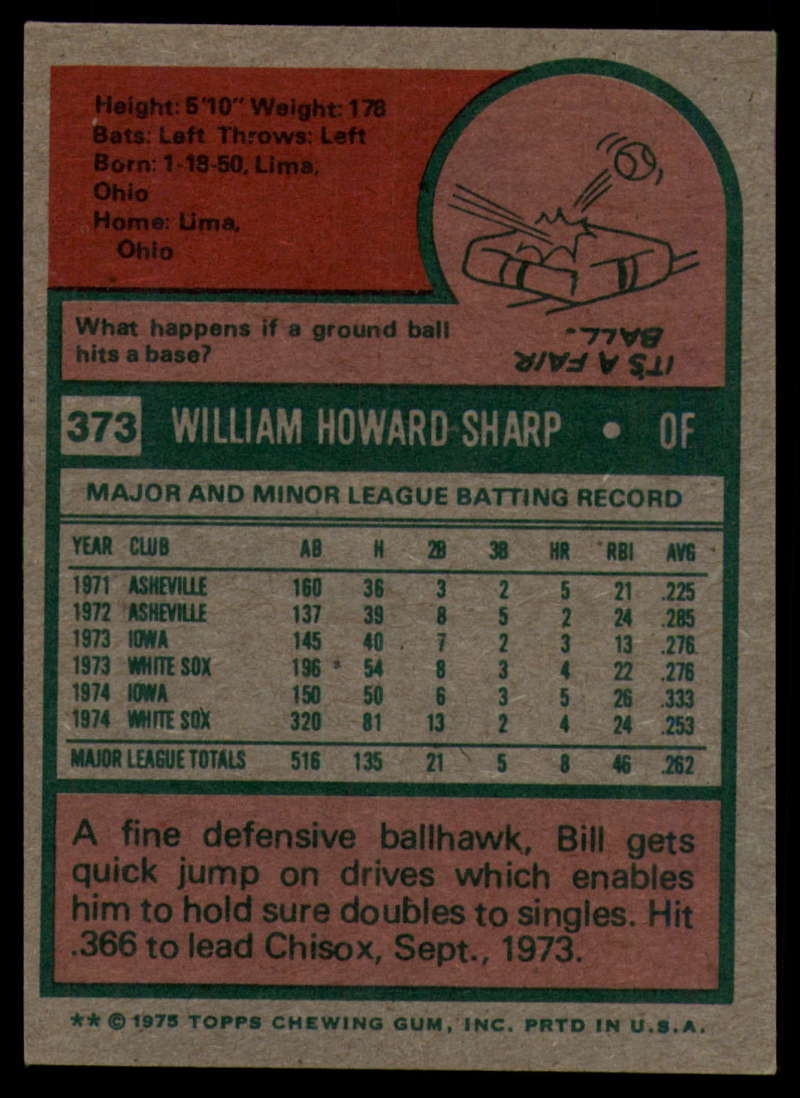 Height: 5'10" Weight: 178
Bats: Left Throws: Left
Born: 1-18-50, Lima,
Ohio
Home: Lima,
Ohio
What happens if a ground ball
hits a base?
IT'S A FAIR
BALL.
373 WILLIAM HOWARD SHARP • OF
MAJOR AND MINOR LEAGUE BATTING RECORD
YEAR CLUB AB H 2B 3B HR RBI AVG
1971 ASHEVILLE 160 36 3 2 5 21 .225
1972 ASHEVILLE 137 39 8 5 2 24 .285
1973 IOWA 145 40 7 2 3 13 .276
1973 WHITE SOX 196 54 8 3 4 22 .276
1974 IOWA 150 50 6 3 5 26 .333
1974 WHITE SOX 320 81 13 2 4 24 .253
MAJOR LEAGUE TOTALS 516 135 21 5 8 46 .262
A fine defensive ballhawk, Bill gets
quick jump on drives which enables
him to hold sure doubles to singles. Hit
.366 to lead Chisox, Sept., 1973.
** © 1975 TOPPS CHEWING GUM, INC. PRTD IN U.S.A.